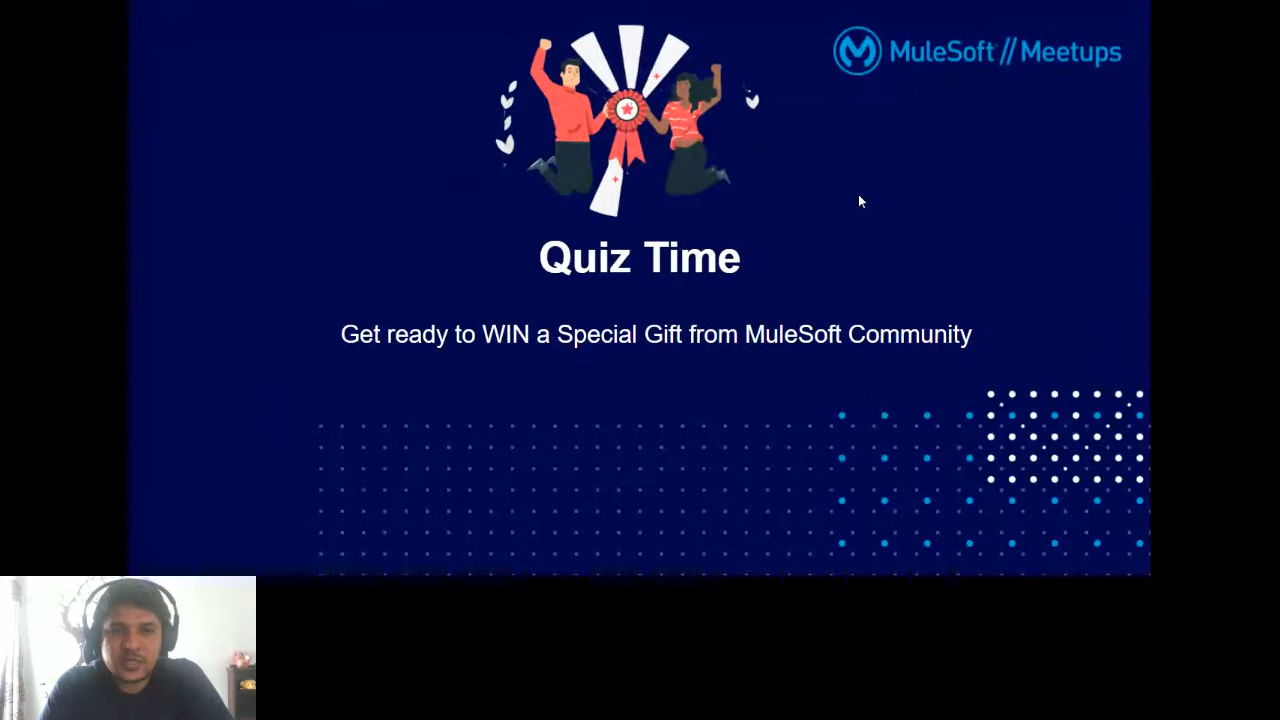 MuleSoft // Meetups
Quiz Time
Get ready to WIN a Special Gift from MuleSoft Community